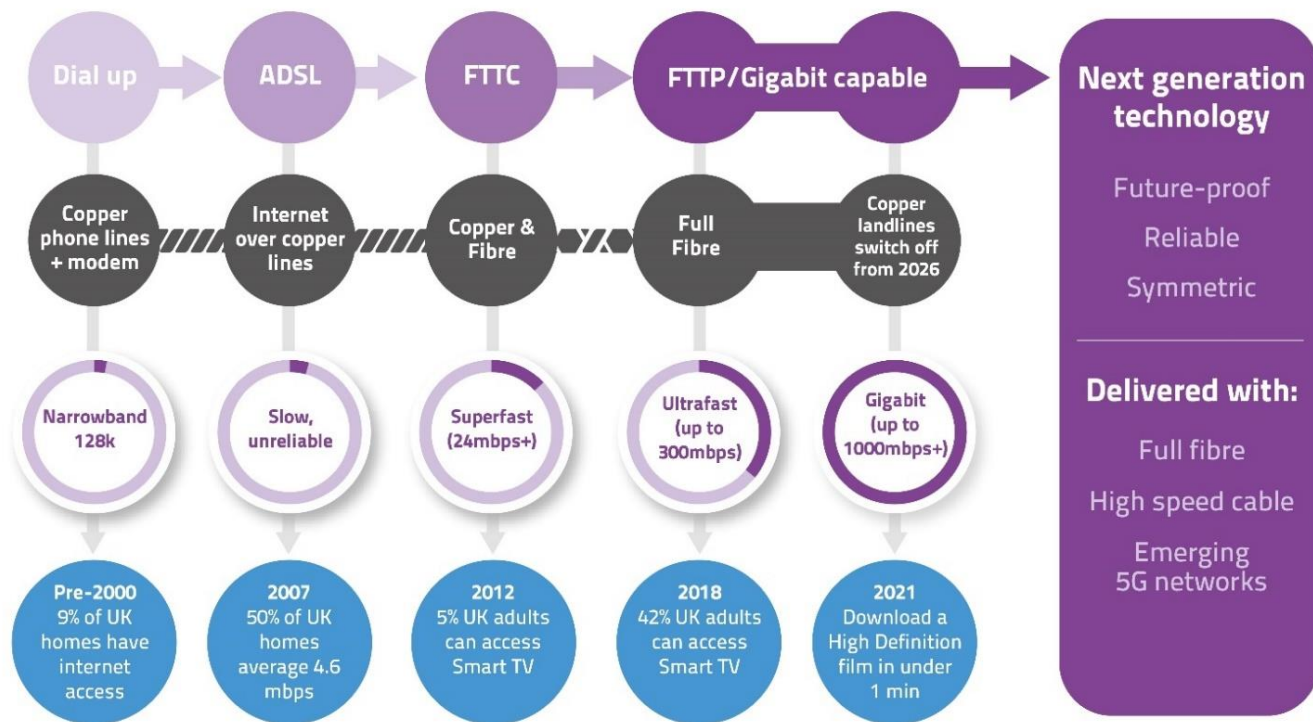 Dial up
ADSL
FTTC
FTTP/Gigabit capable
Copper
phone lines
+ modem
Internet
over copper
lines
Copper &
Fibre
Full
Fibre
Copper
landlines
switch off
from 2026
Narrowband
128k
Slow,
unreliable
Superfast
(24mbps+)
Ultrafast
(up to
300mbps)
Gigabit
(up to
1000mbps+)
Pre-2000
9% of UK
homes have
internet
access
2007
50% of UK
homes
average 4.6
mbps
2012
5% UK adults
can access
Smart TV
2018
42% UK adults
can access
Smart TV
2021
Download a
High Definition
film in under
1 min
Next generation
technology
Future-proof
Reliable
Symmetric
Delivered with:
Full fibre
High speed cable
Emerging
5G networks